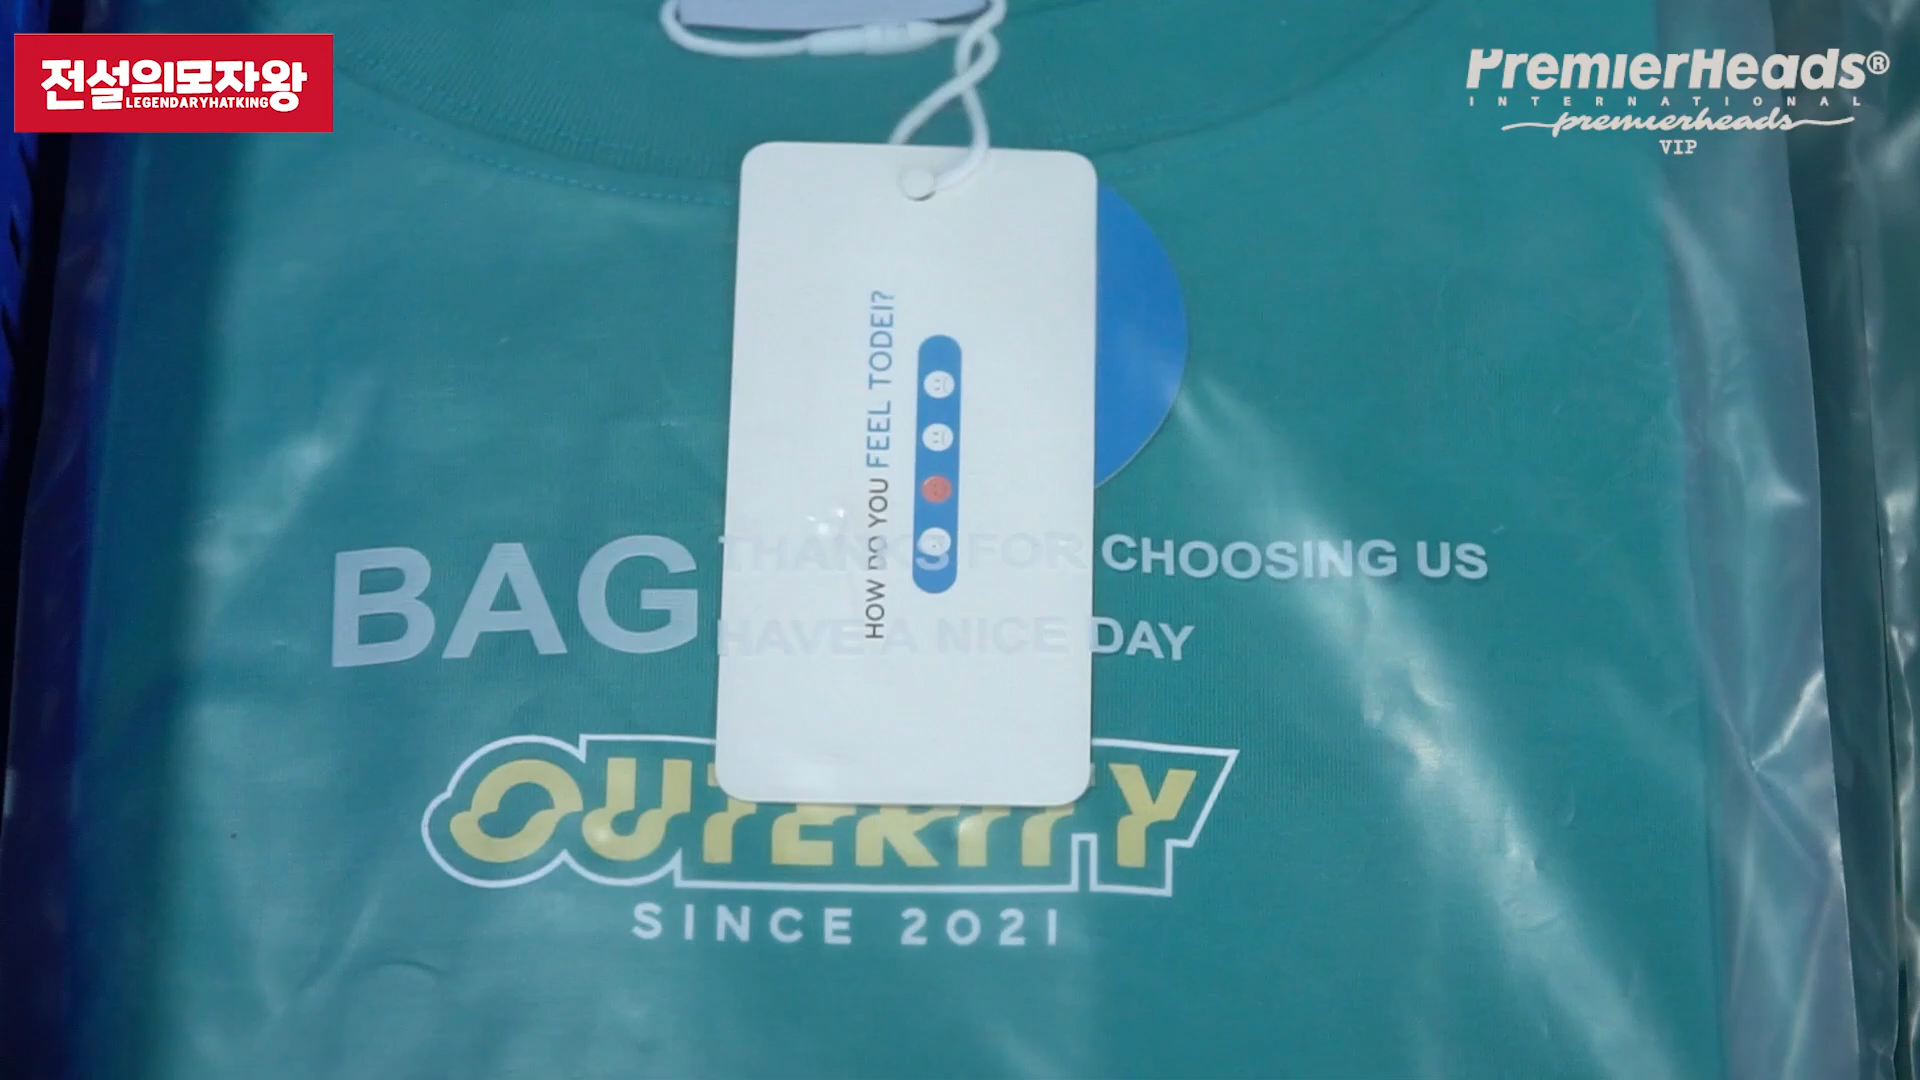 전설의모자왕
LEGENDARYHATKING
PREMIERHEADS®
INTERNATIONAL
premierheads
VIP
HOW DO YOU FEEL TODEI?
BAG THANKS FOR CHOOSING US
HAVE A NICE DAY
OUTERITY
SINCE 2021